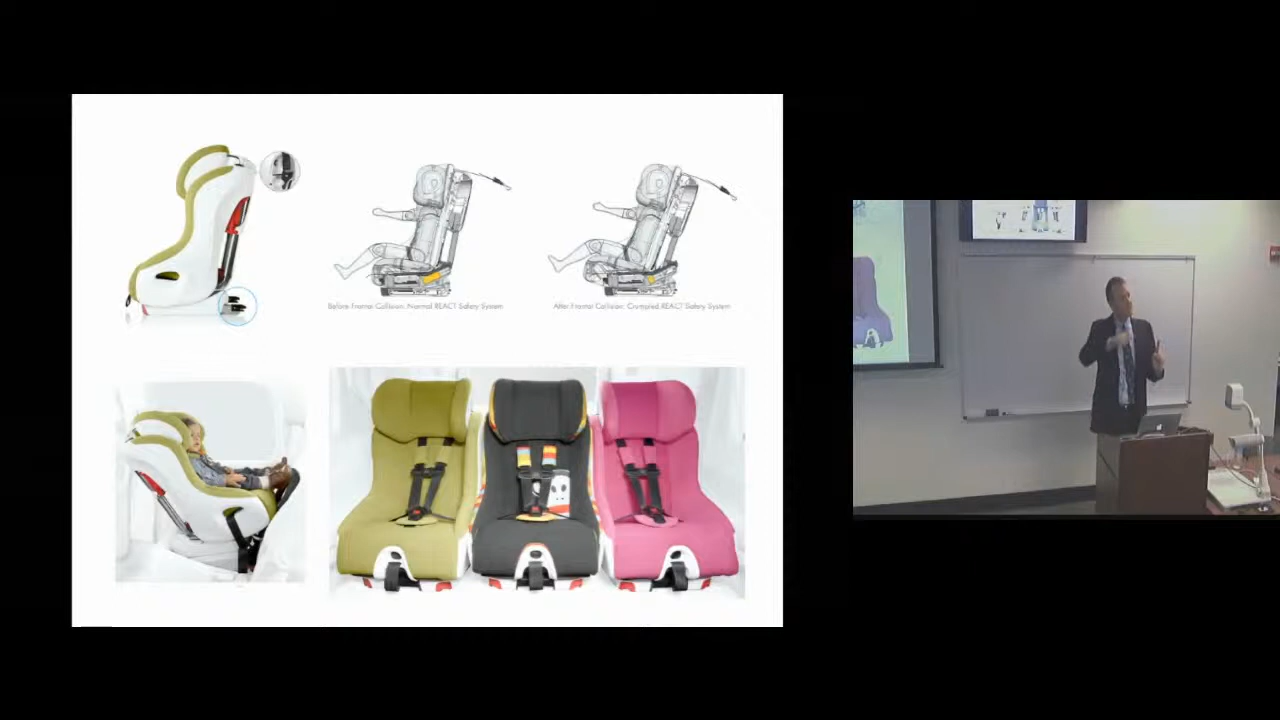 Before Frontal Collision: Normal REACT Safety System
After Frontal Collision: Crumpled REACT Safety System